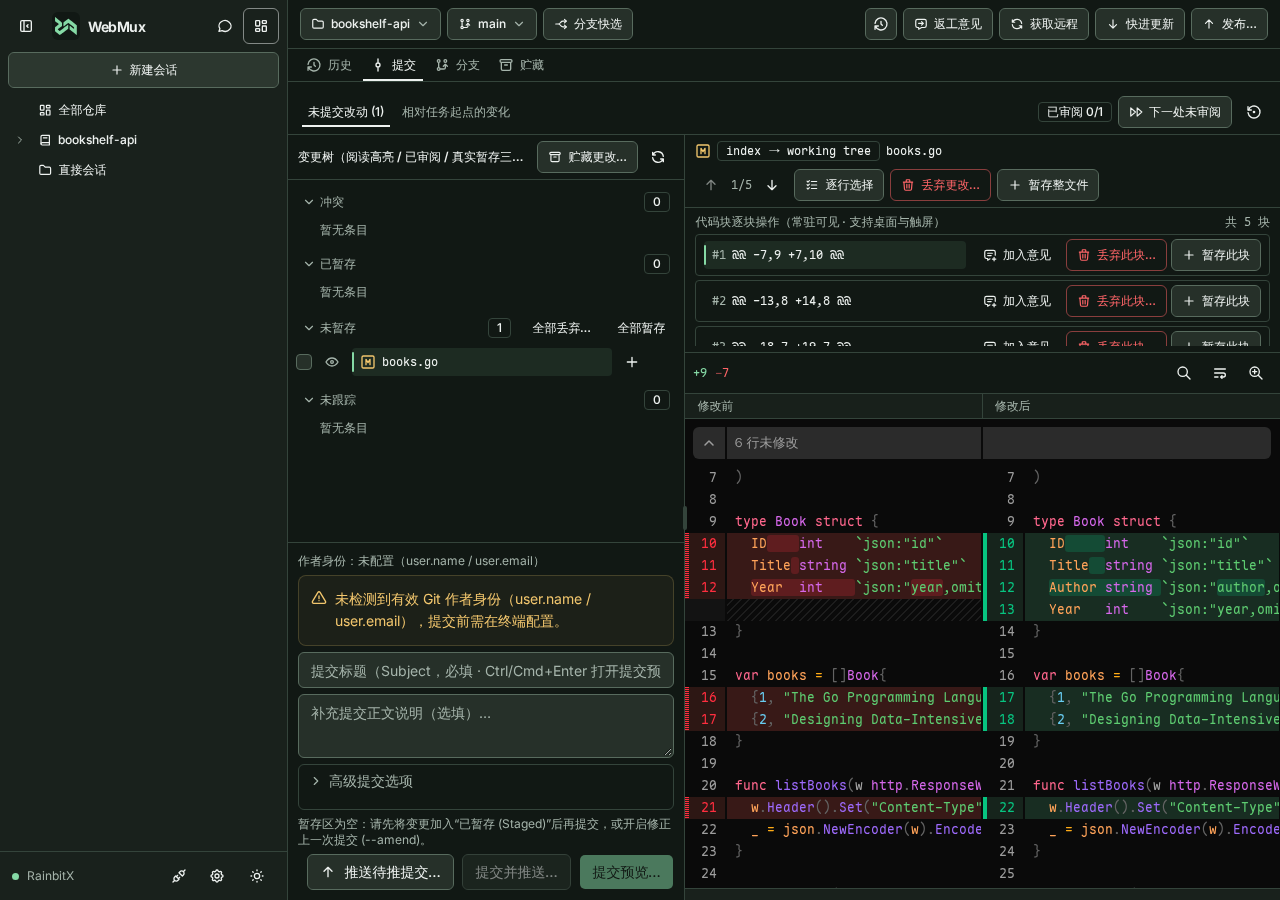 WebMux
新建会话
全部仓库
bookshelf-api
直接会话
RainbitX
bookshelf-api
main
分支快选
返工意见
获取远程
快进更新
发布...
历史
提交
分支
贮藏
未提交改动 (1)
相对任务起点的变化
已审阅 0/1
下一处未审阅
变更树（阅读高亮 / 已审阅 / 真实暂存三...
贮藏更改...
冲突
0
暂无条目
已暂存
0
暂无条目
未暂存
1
全部丢弃...
全部暂存
M
books.go
未跟踪
0
暂无条目
作者身份：未配置（user.name / user.email）
未检测到有效 Git 作者身份（user.name /
user.email），提交前需在终端配置。
提交标题（Subject，必填 · Ctrl/Cmd+Enter 打开提交预
补充提交正文说明（选填）...
高级提交选项
暂存区为空：请先将变更加入“已暂存 (Staged)”后再提交，或开启修正
上一次提交 (--amend)。
推送待推提交...
提交并推送...
提交预览...
M
index → working tree
books.go
1/5
逐行选择
丢弃更改...
暂存整文件
代码块逐块操作（常驻可见 · 支持桌面与触屏）
共 5 块
#1 @@ -7,9 +7,10 @@
加入意见
丢弃此块...
暂存此块
#2 @@ -13,8 +14,8 @@
加入意见
丢弃此块...
暂存此块
加入意见
丢弃此块...
暂存此块
+9 -7
修改前
修改后
6 行未修改
7 )
8
9 type Book struct {
10 ID int `json:"id"`
11 Title string `json:"title"`
12 Year int `json:"year,omit
13 }
14
15 var books = []Book{
16 {1, "The Go Programming Langu
17 {2, "Designing Data-Intensive
18 }
19
20 func listBooks(w http.ResponseW
21 w.Header().Set("Content-Type"
22 _ = json.NewEncoder(w).Encode
23 }
24
7 )
8
9 type Book struct {
10 ID int `json:"id"`
11 Title string `json:"title"`
12 Author string `json:"author,o
13 Year int `json:"year,omi
14 }
15
16 var books = []Book{
17 {1, "The Go Programming Langu
18 {2, "Designing Data-Intensive
19 }
20
21 func listBooks(w http.ResponseW
22 w.Header().Set("Content-Type"
23 _ = json.NewEncoder(w).Encode
24 }
25